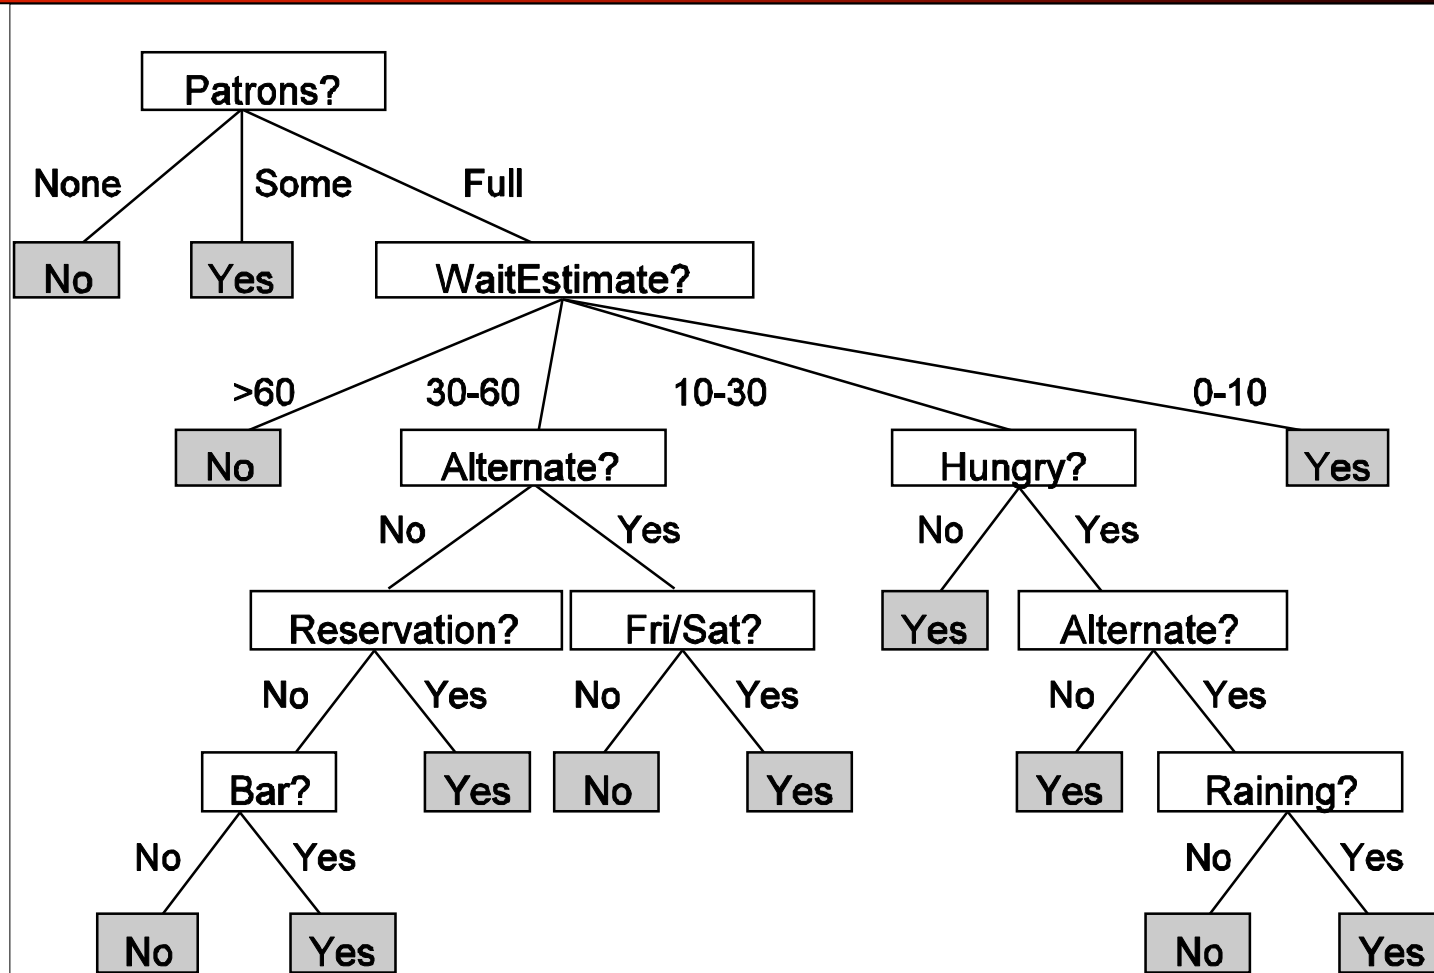 Patrons?
None Some Full
No Yes WaitEstimate?
>60 30-60 10-30 0-10
No Alternate? Hungry? Yes
No Yes No Yes
Reservation? Fri/Sat? Yes Alternate?
No Yes No Yes No Yes
Bar? Yes No Yes Yes Raining?
No Yes No Yes
No Yes No Yes